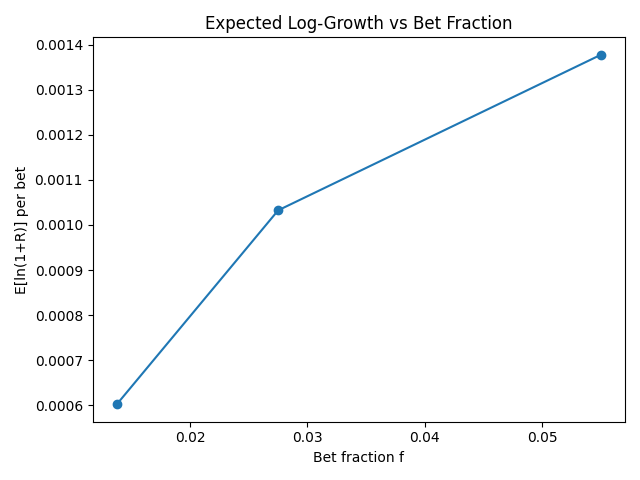 Expected Log-Growth vs Bet Fraction
0.0014
0.0013
0.0012
0.0011
0.0010
0.0009
0.0008
0.0007
0.0006
E[ln(1+R)] per bet
0.02 0.03 0.04 0.05
Bet fraction f